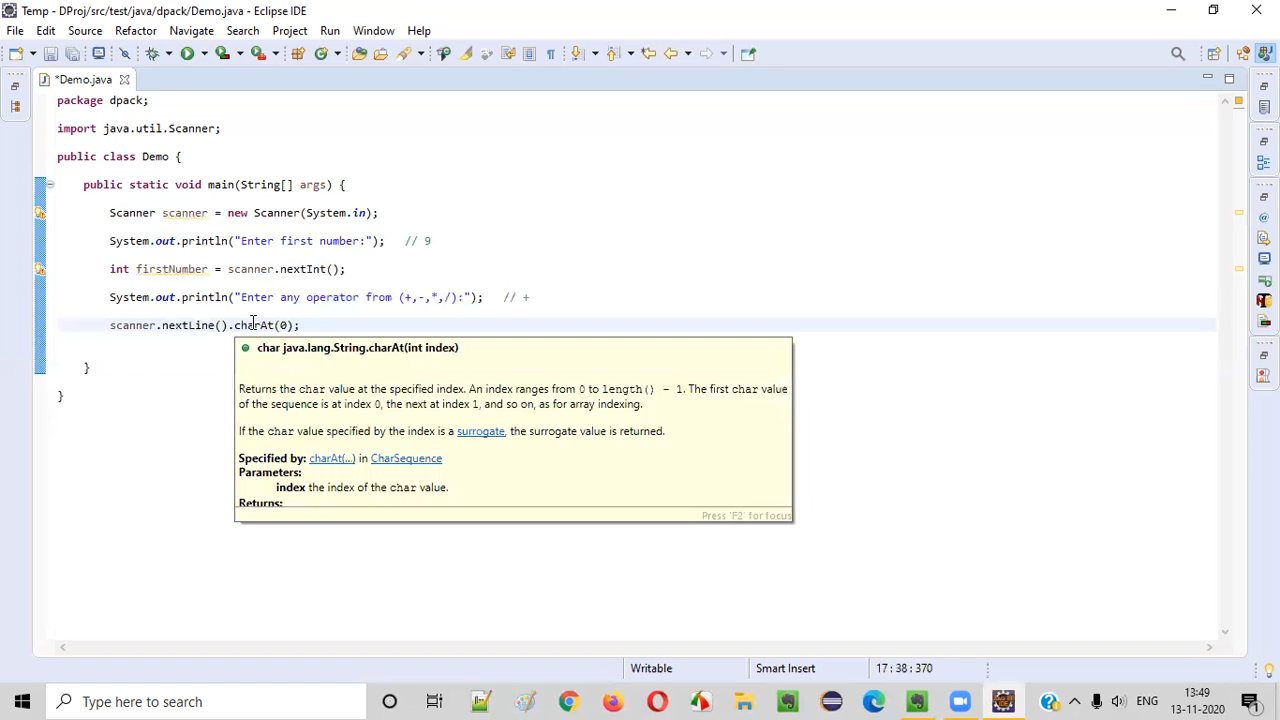 Temp - DProj/src/test/java/dpack/Demo.java - Eclipse IDE
File Edit Source Refactor Navigate Search Project Run Window Help
*Demo.java
package dpack;
import java.util.Scanner;
public class Demo {
public static void main(String[] args) {
Scanner scanner = new Scanner(System.in);
System.out.println("Enter first number:"); // 9
int firstNumber = scanner.nextInt();
System.out.println("Enter any operator from (+,-,*,/):"); // +
scanner.nextLine().charAt(0);
char java.lang.String.charAt(int index)
}
Returns the char value at the specified index. An index ranges from 0 to length() - 1. The first char value
}
of the sequence is at index 0, the next at index 1, and so on, as for array indexing.
If the char value specified by the index is a surrogate, the surrogate value is returned.
Specified by: charAt(...) in CharSequence
Parameters:
index the index of the char value.
Returns:
Press 'F2' for focus
Writable Smart Insert 17 : 38 : 370
Type here to search
ENG
13:49
13-11-2020
1